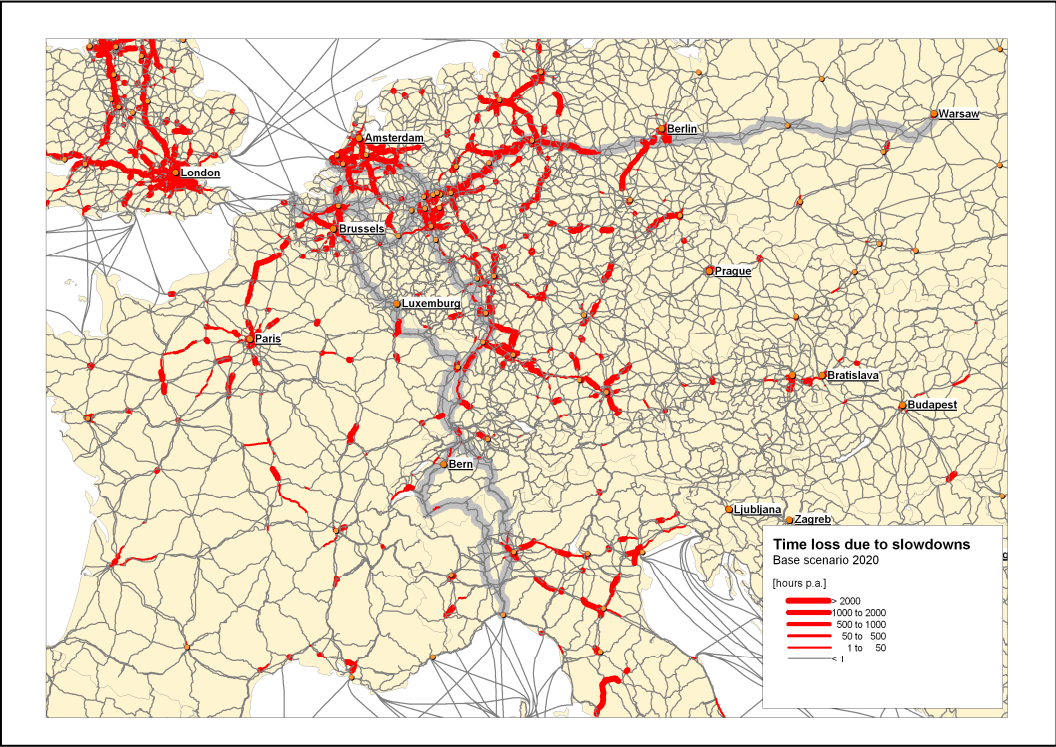 Warsaw
Berlin
Amsterdam
London
Brussels
Prague
Luxemburg
Paris
Bratislava
Budapest
Bern
Ljubljana
Zagreb
Time loss due to slowdowns
Base scenario 2020
[hours p.a.]
> 2000
1000 to 2000
500 to 1000
50 to 500
1 to 50